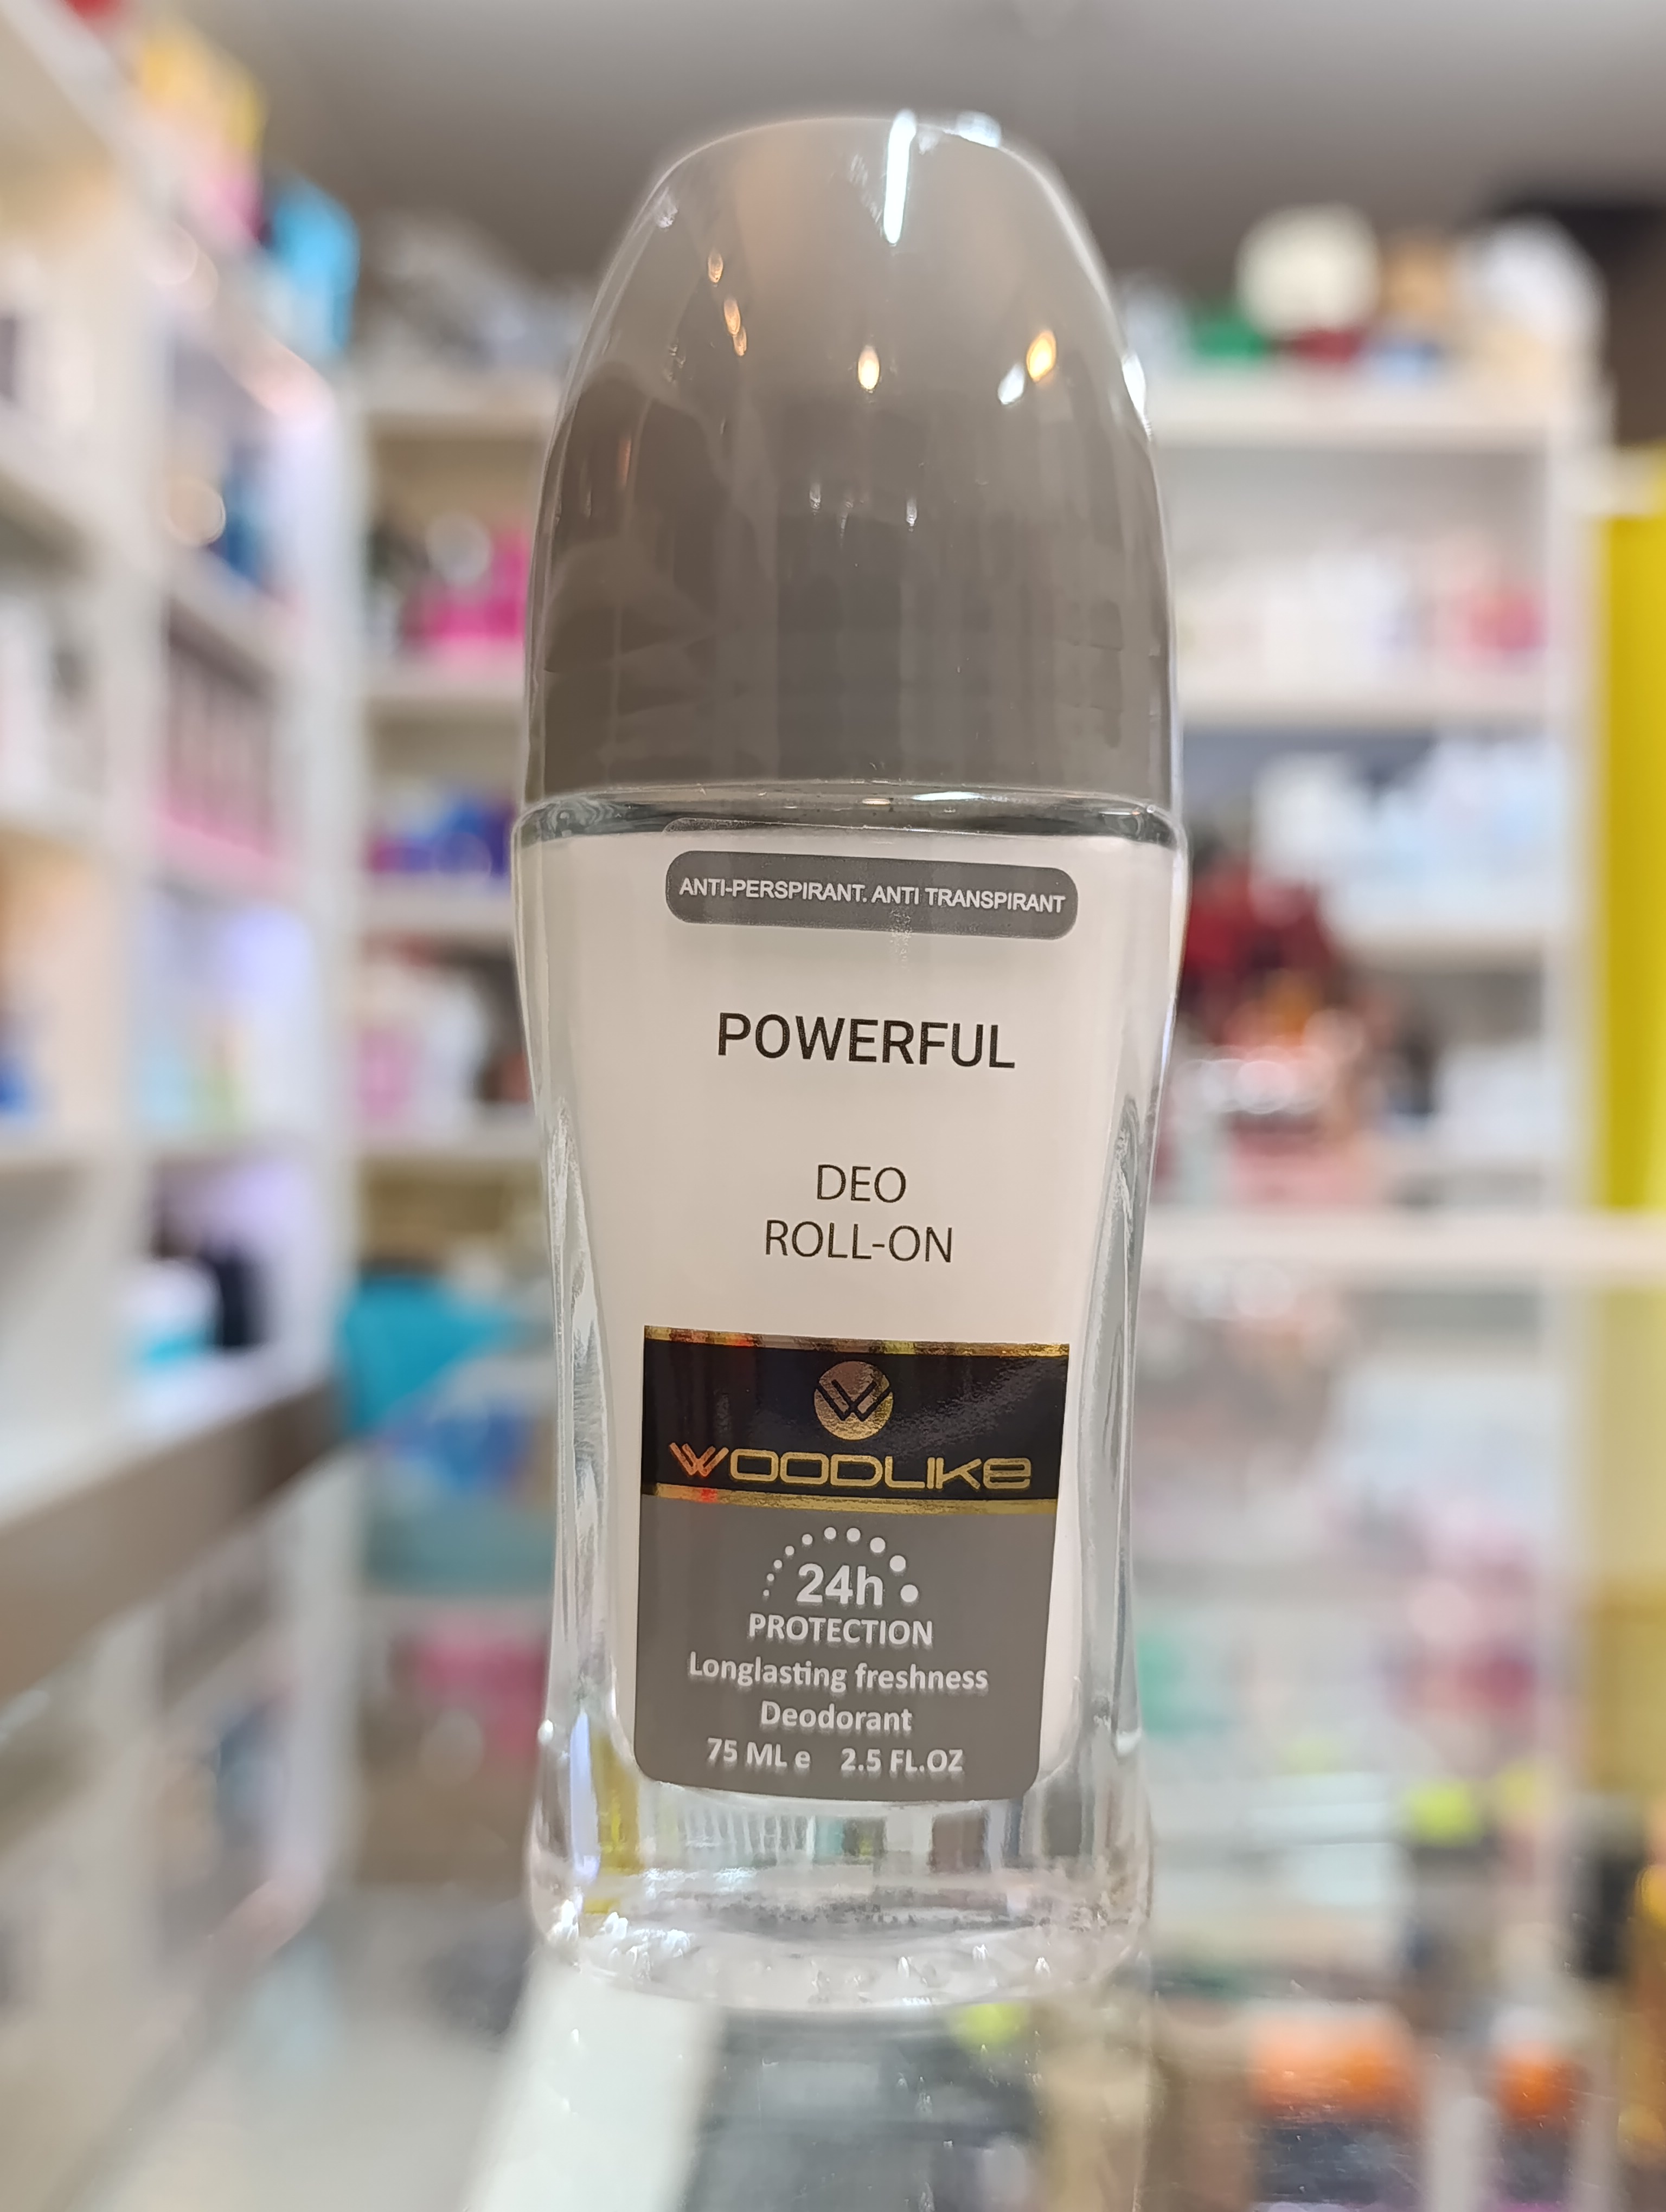 ANTI-PERSPIRANT. ANTI TRANSPIRANT
POWERFUL
DEO
ROLL-ON
WOODLIKE
24h
PROTECTION
Longlasting freshness
Deodorant
75 ML e 2.5 FL.OZ